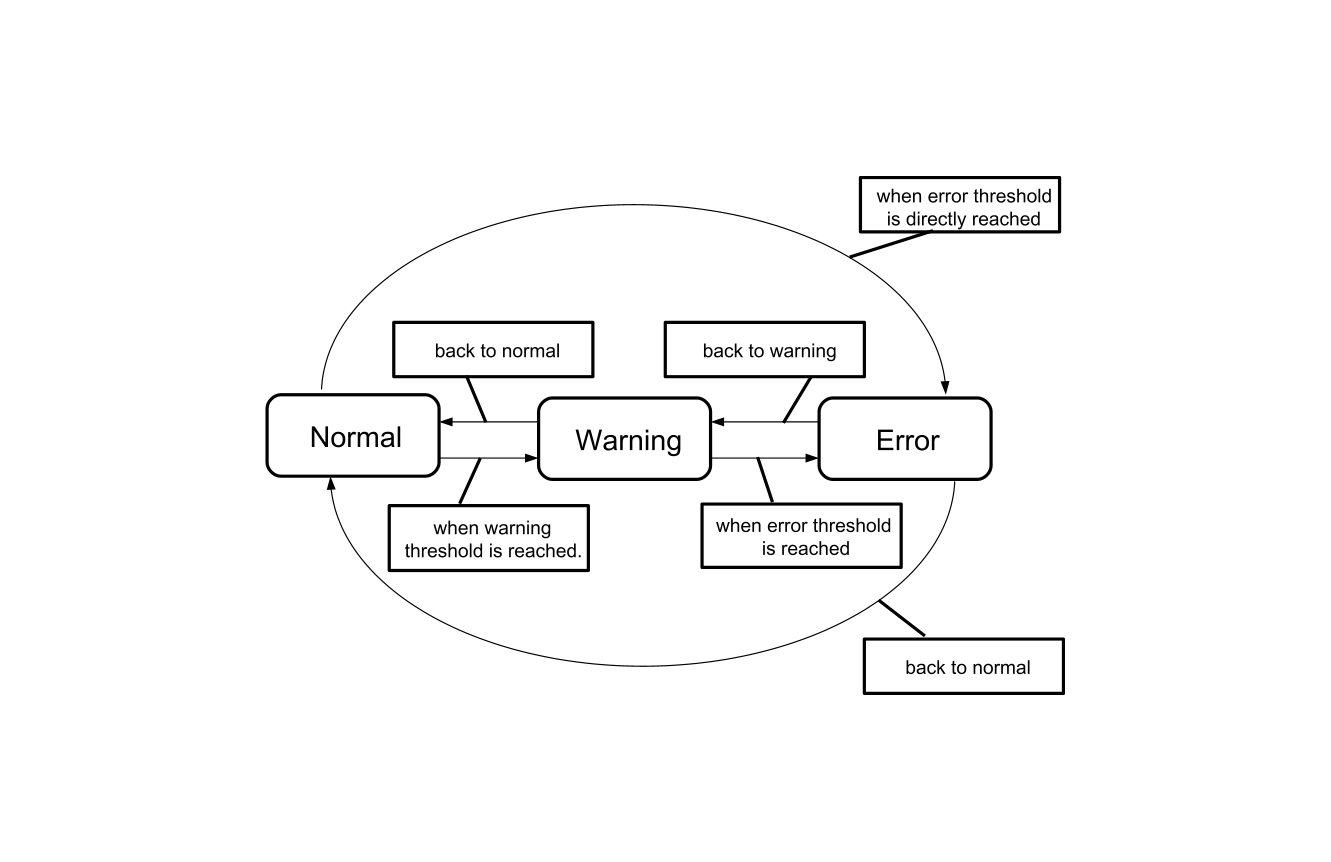 when error threshold
is directly reached
back to normal
back to warning
Normal
Warning
Error
when warning
threshold is reached.
when error threshold
is reached
back to normal